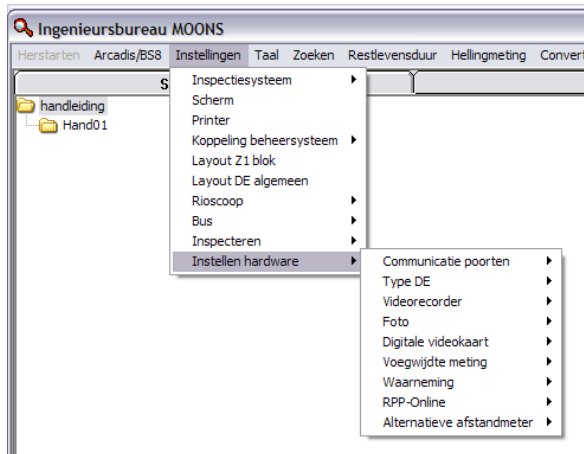 Ingenieursbureau MOONS
Herstarten Arcadis/BS8 Instellingen Taal Zoeken Restlevensduur Hellingmeting Convert
S
handleiding
Hand01
Inspectiesysteem
Scherm
Printer
Koppeling beheersysteem
Layout Z1 blok
Layout DE algemeen
Rioscoop
Bus
Inspecteren
Instellen hardware
Communicatie poorten
Type DE
Videorecorder
Foto
Digitale videokaart
Voegwijdte meting
Waarneming
RPP-Online
Alternatieve afstandmeter